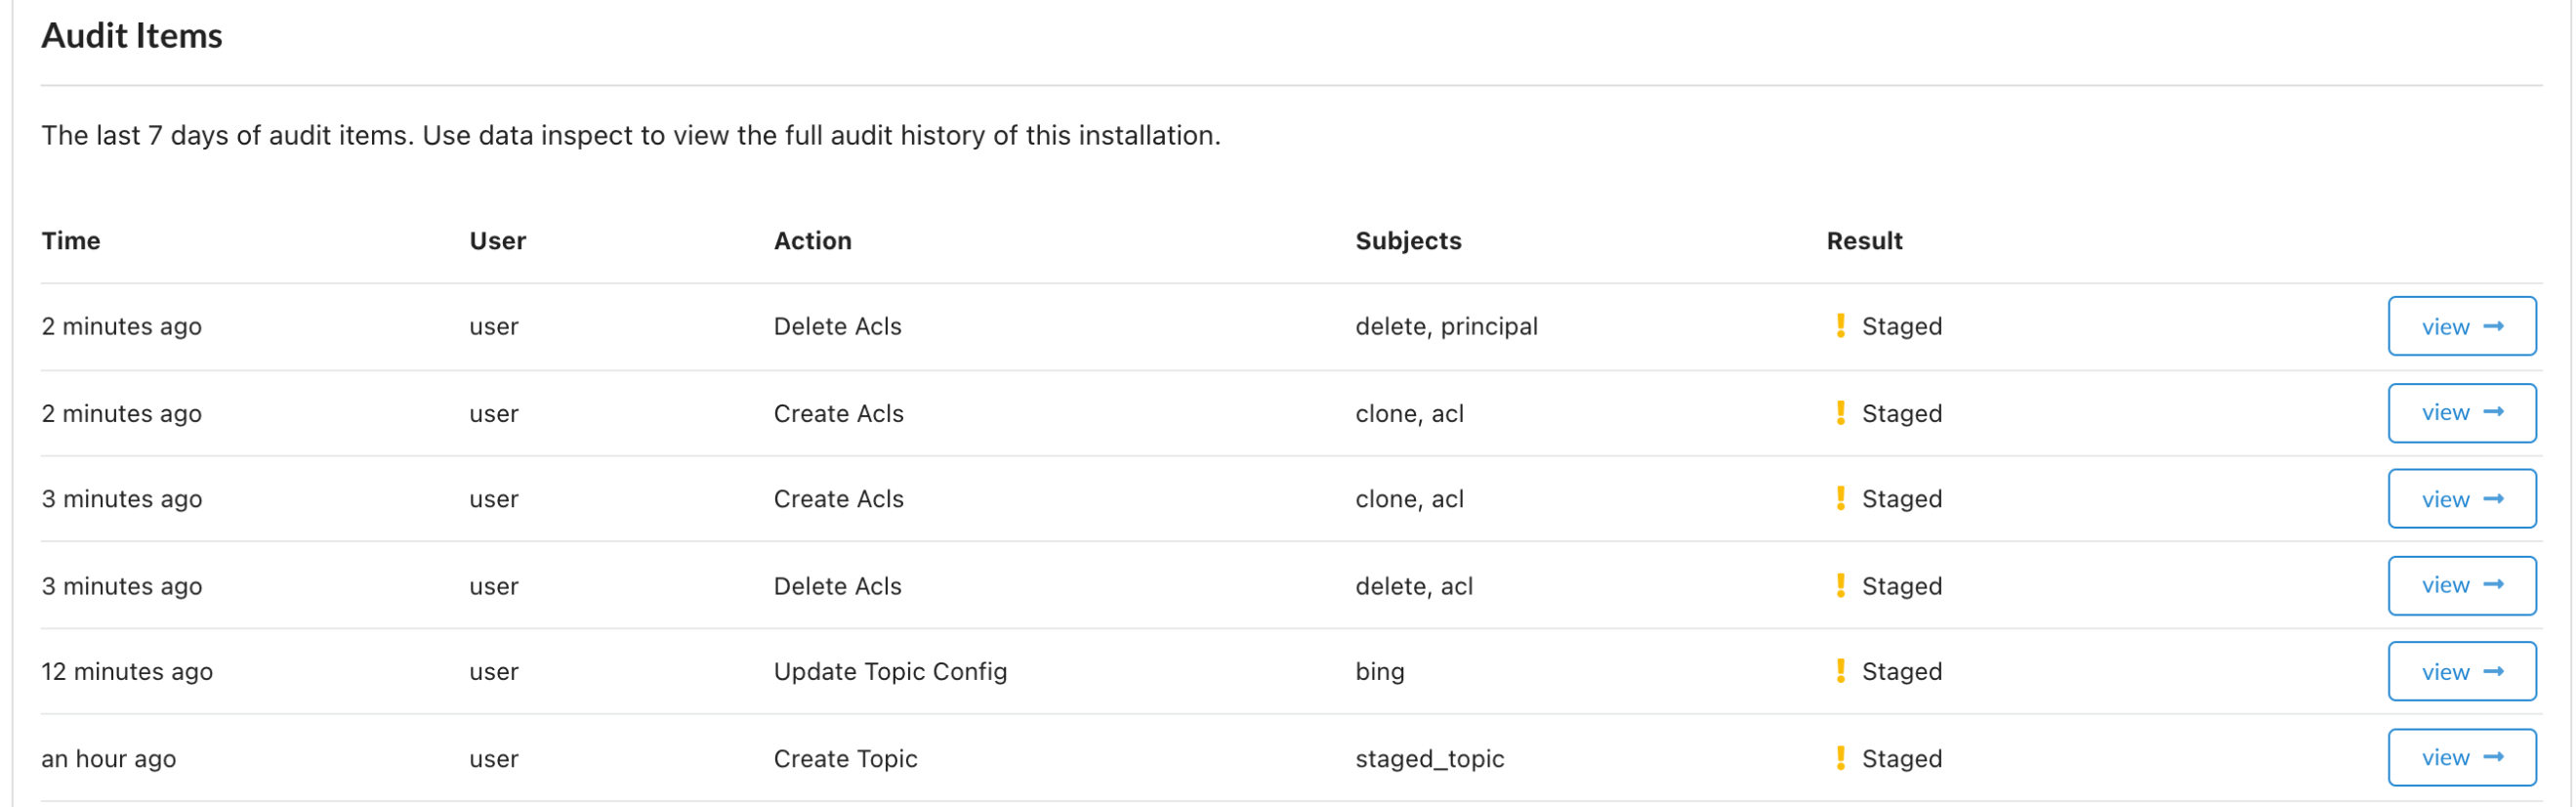 Audit Items
The last 7 days of audit items. Use data inspect to view the full audit history of this installation.
Time User Action Subjects Result
2 minutes ago user Delete Acls delete, principal Staged view
2 minutes ago user Create Acls clone, acl Staged view
3 minutes ago user Create Acls clone, acl Staged view
3 minutes ago user Delete Acls delete, acl Staged view
12 minutes ago user Update Topic Config bing Staged view
an hour ago user Create Topic staged_topic Staged view